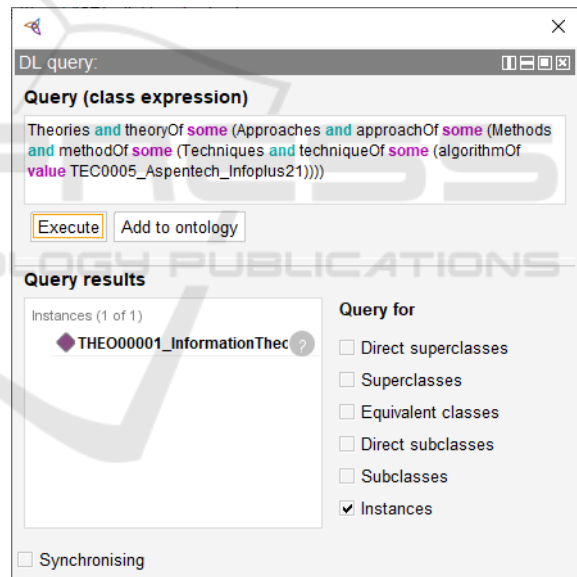 DL query:
Query (class expression)
Theories and theoryOf some (Approaches and approachOf some (Methods
and methodOf some (Techniques and techniqueOf some (algorithmOf
value TEC0005_Aspentech_Infoplus21))))
Execute
Add to ontology
OLOGY PUBLICATIONS
Query results
Instances (1 of 1)
THEO00001_InformationThec
?
Query for
Direct superclasses
Superclasses
Equivalent classes
Direct subclasses
Subclasses
Instances
Synchronising